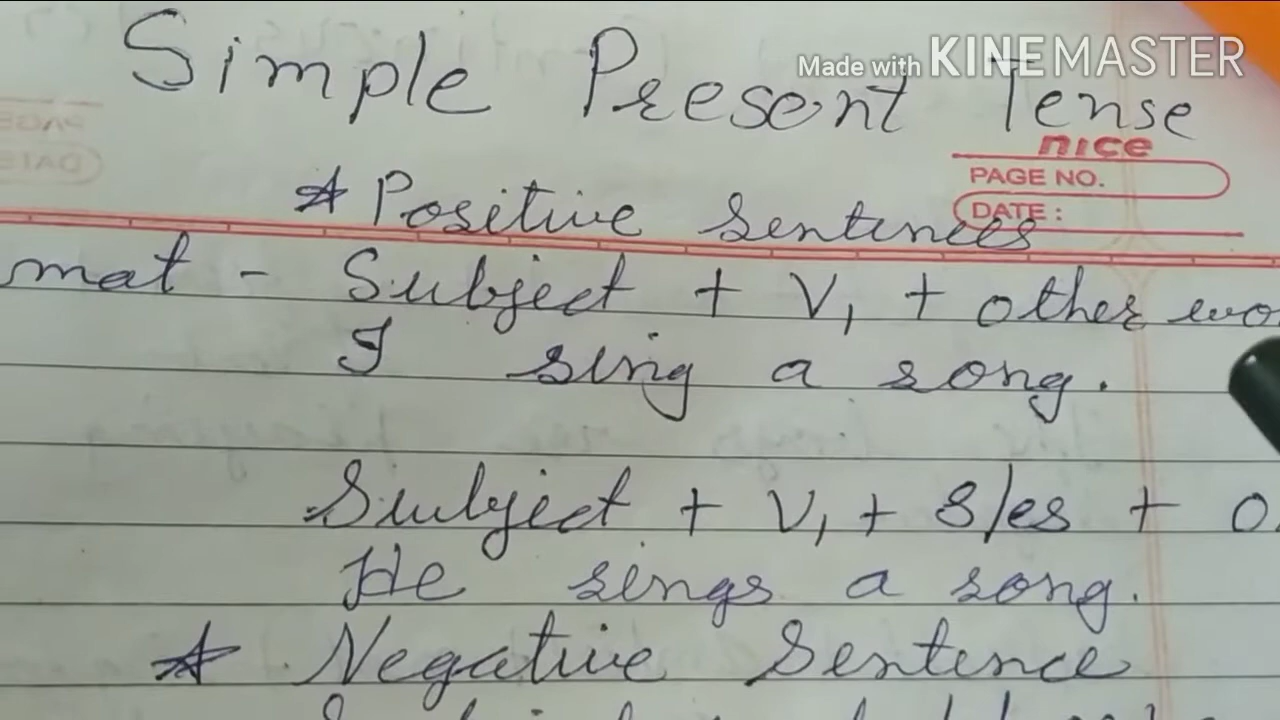 Simple Present Tense
Made with KINEMASTER
nice
PAGE NO.
DATE:
★ Positive Sentences
mat - Subject + V1 + other wo
I sing a song.
Subject + V1 + s/es + o
He sings a song.
★ Negative Sentence